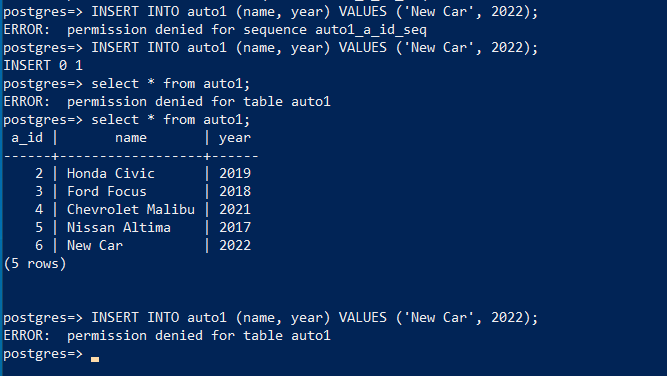 postgres=> INSERT INTO auto1 (name, year) VALUES ('New Car', 2022);
ERROR:  permission denied for sequence auto1_a_id_seq
postgres=> INSERT INTO auto1 (name, year) VALUES ('New Car', 2022);
INSERT 0 1
postgres=> select * from auto1;
ERROR:  permission denied for table auto1
postgres=> select * from auto1;
 a_id |       name       | year
------+------------------+------
    2 | Honda Civic      | 2019
    3 | Ford Focus       | 2018
    4 | Chevrolet Malibu | 2021
    5 | Nissan Altima    | 2017
    6 | New Car          | 2022
(5 rows)
postgres=> INSERT INTO auto1 (name, year) VALUES ('New Car', 2022);
ERROR:  permission denied for table auto1
postgres=>